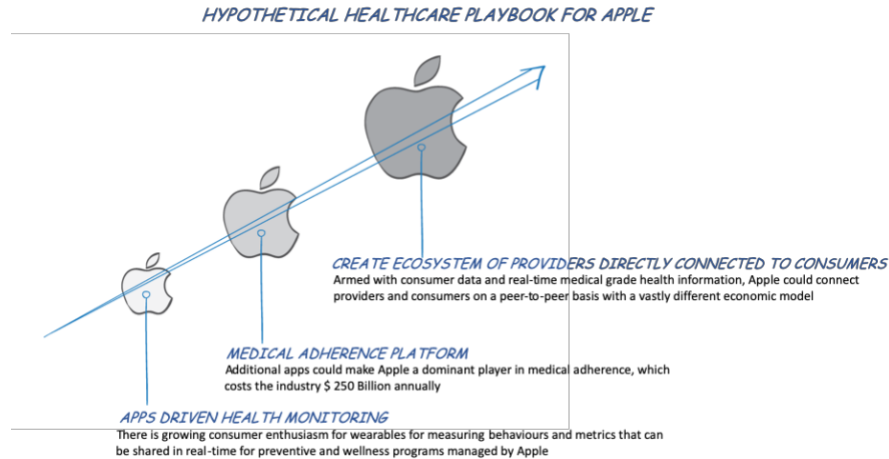 HYPOTHETICAL HEALTHCARE PLAYBOOK FOR APPLE
CREATE ECOSYSTEM OF PROVIDERS DIRECTLY CONNECTED TO CONSUMERS
Armed with consumer data and real-time medical grade health information, Apple could connect
providers and consumers on a peer-to-peer basis with a vastly different economic model
MEDICAL ADHERENCE PLATFORM
Additional apps could make Apple a dominant player in medical adherence, which
costs the industry $ 250 Billion annually
APPS DRIVEN HEALTH MONITORING
There is growing consumer enthusiasm for wearables for measuring behaviours and metrics that can
be shared in real-time for preventive and wellness programs managed by Apple